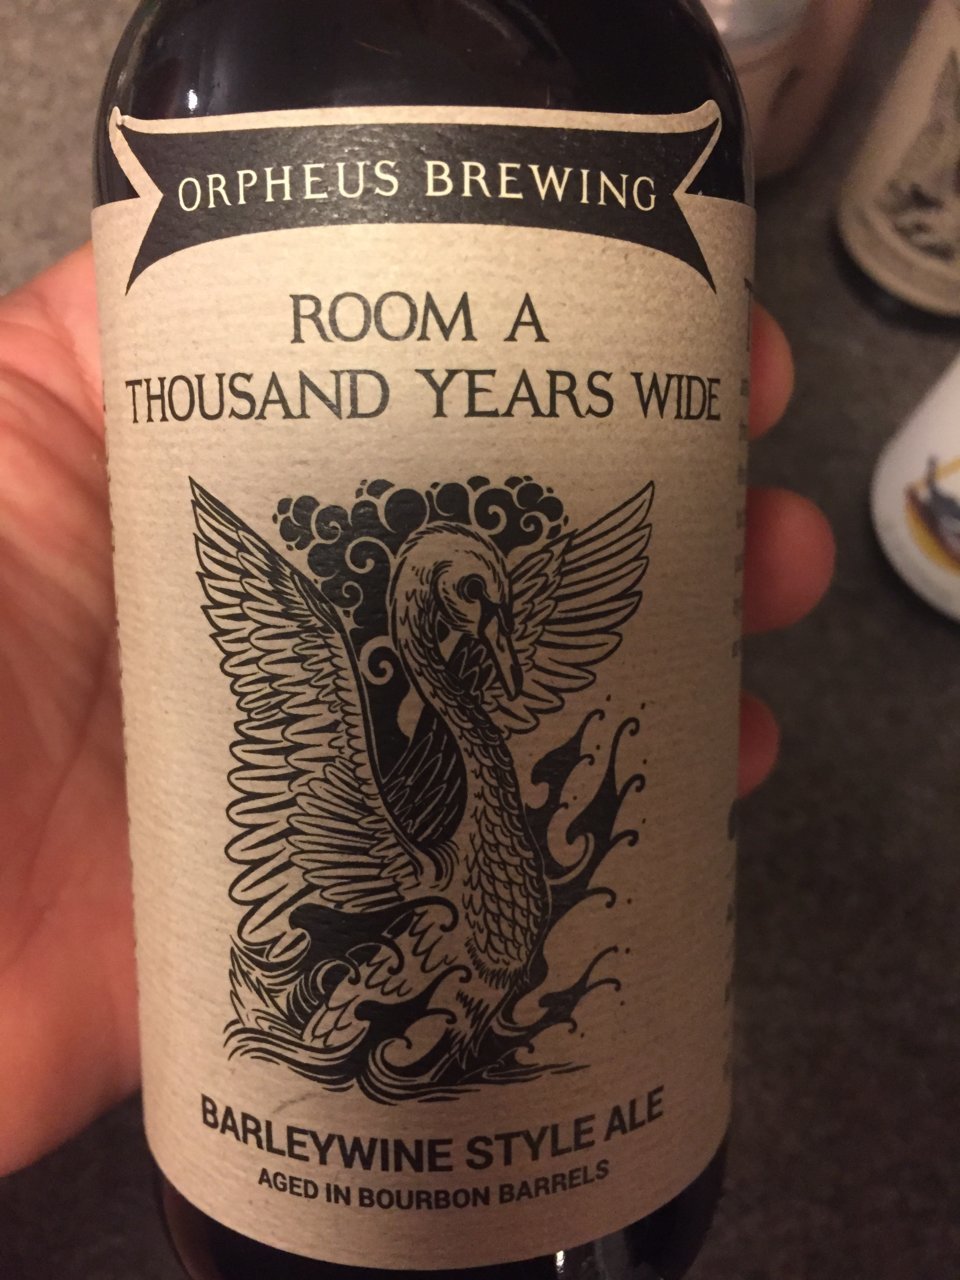 ORPHEUS BREWING
ROOM A
THOUSAND YEARS WIDE
BARLEYWINE STYLE ALE
AGED IN BOURBON BARRELS